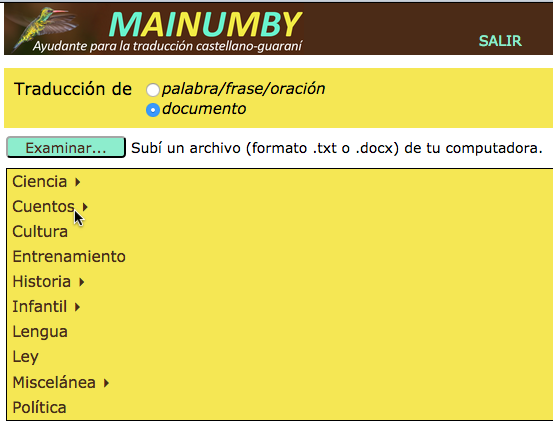 MAINUMBY
Ayudante para la traducción castellano-guaraní
SALIR
Traducción de palabra/frase/oración
documento
Examinar... Subí un archivo (formato .txt o .docx) de tu computadora.
Ciencia
Cuentos
Cultura
Entrenamiento
Historia
Infantil
Lengua
Ley
Miscelánea
Política